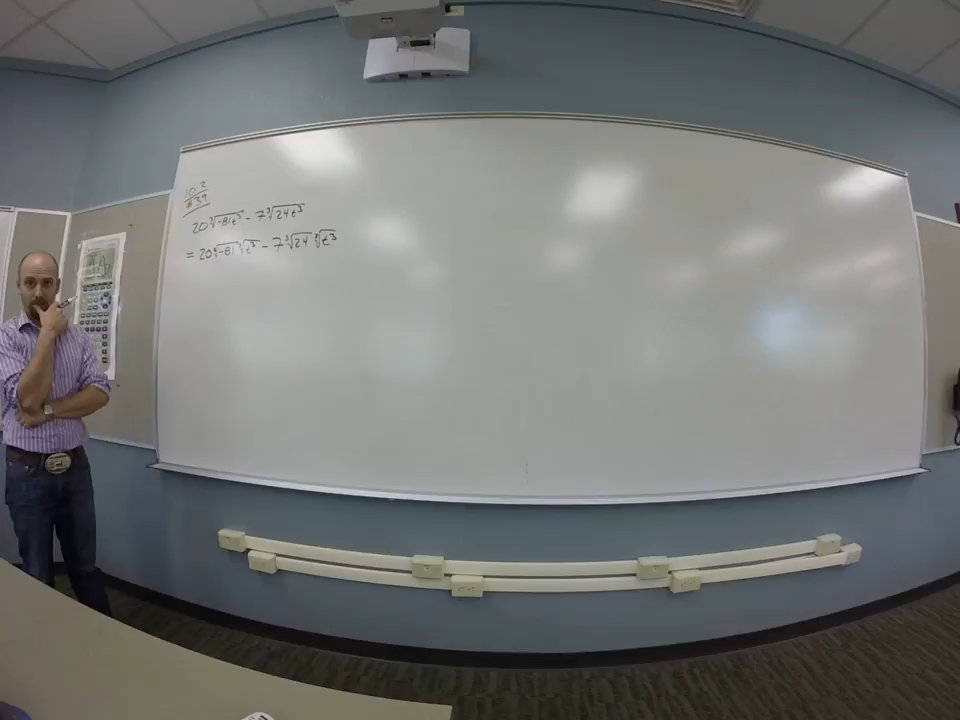 10.2
#39
20∛-81t³ - 7∛24t³
= 20∛-81 ∛t³ - 7∛24 ∛t³